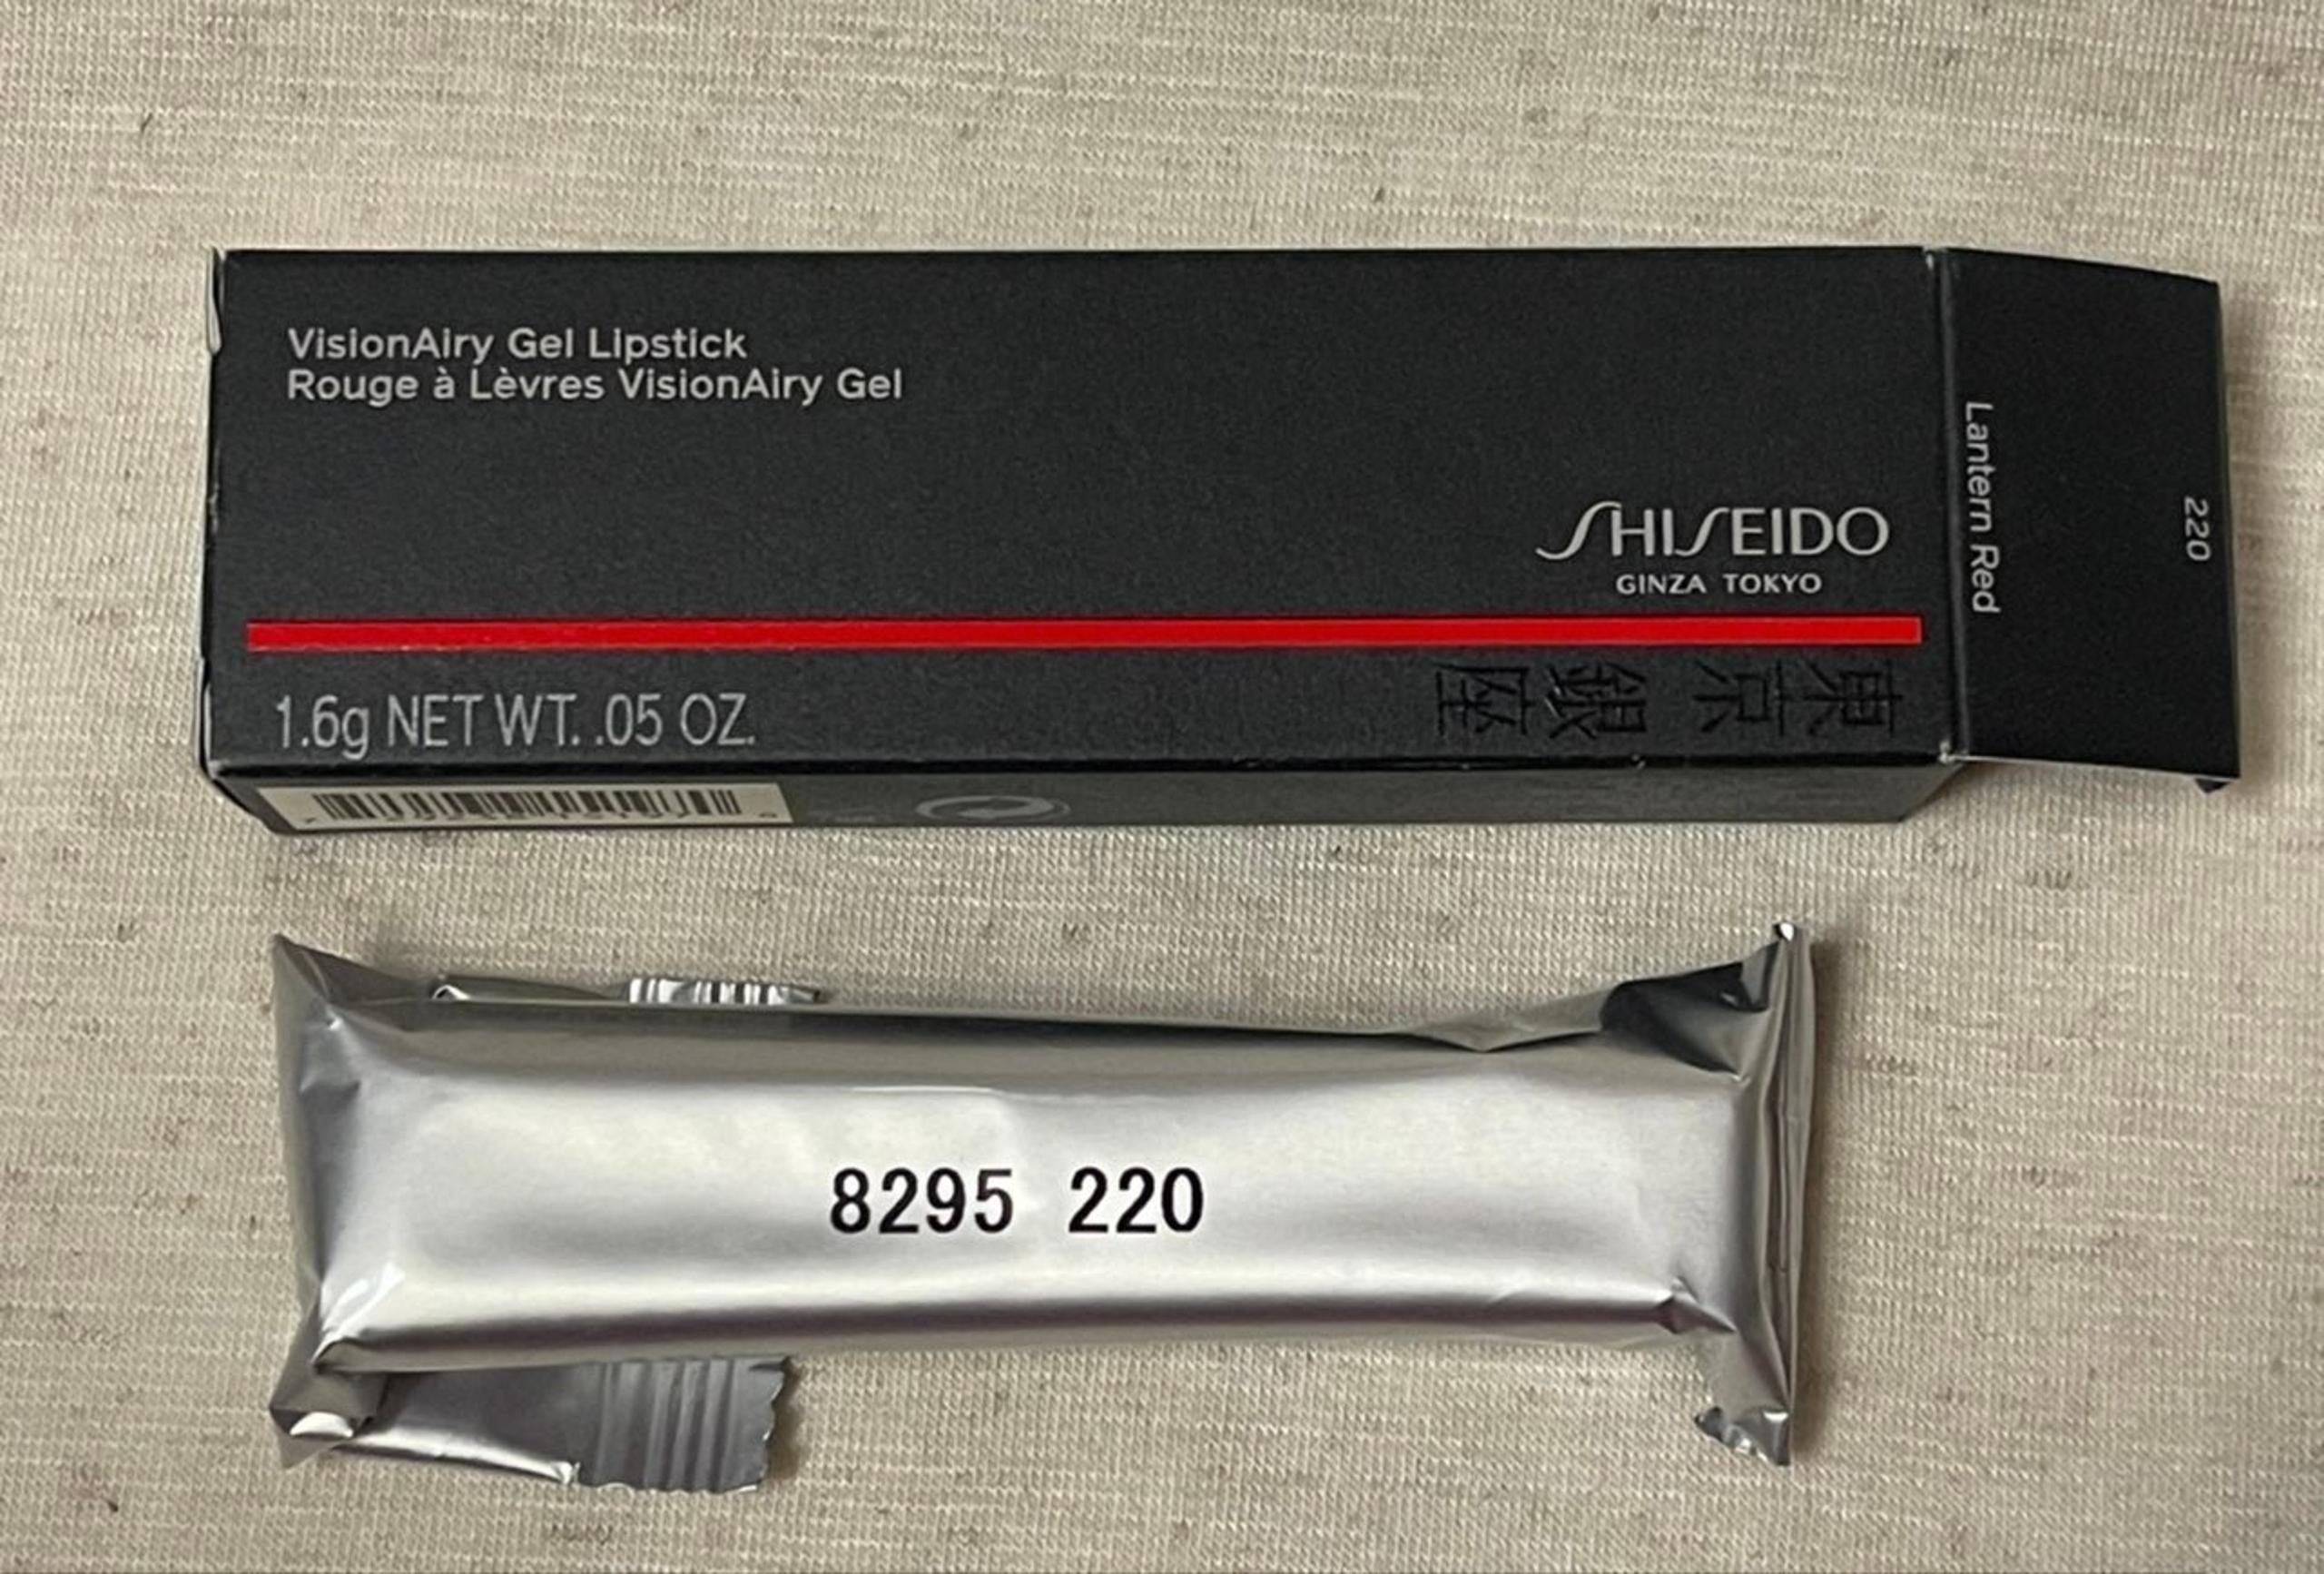 VisionAiry Gel Lipstick
Rouge à Lèvres VisionAiry Gel
SHISEIDO
GINZA TOKYO
1.6g NET WT. .05 OZ.
東京銀座
Lantern Red
220
8295 220